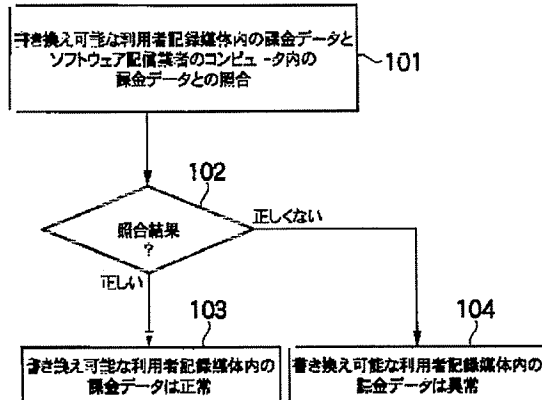 書き換え可能な利用者記録媒体内の課金データと
ソフトウェア配信業者のコンピュータ内の
課金データとの照合
101
102
照合結果
?
正しくない
正しい
103
104
書き換え可能な利用者記録媒体内の
課金データは正常
書き換え可能な利用者記録媒体内の
課金データは異常